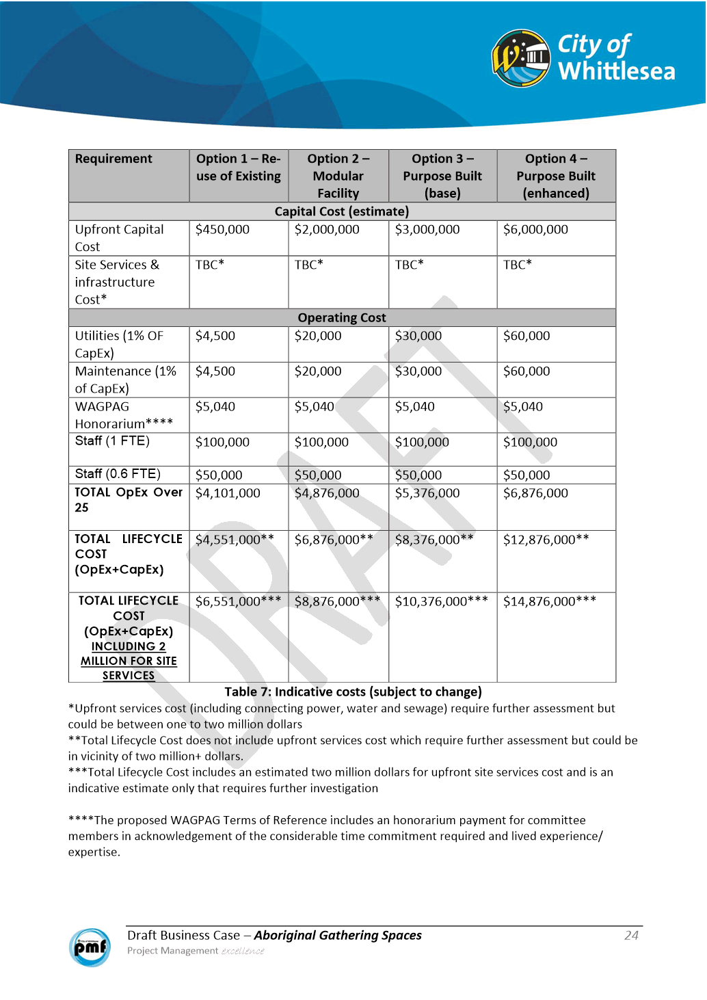 City of
Whittlesea
Requirement
Option 1 – Re-
use of Existing
Option 2 –
Modular
Facility
Option 3 –
Purpose Built
(base)
Option 4 –
Purpose Built
(enhanced)
Capital Cost (estimate)
Upfront Capital
Cost
$450,000
$2,000,000
$3,000,000
$6,000,000
Site Services &
infrastructure
Cost*
TBC*
TBC*
TBC*
TBC*
Operating Cost
Utilities (1% OF
CapEx)
$4,500
$20,000
$30,000
$60,000
Maintenance (1%
of CapEx)
$4,500
$20,000
$30,000
$60,000
WAGPAG
Honorarium****
$5,040
$5,040
$5,040
$5,040
Staff (1 FTE)
$100,000
$100,000
$100,000
$100,000
Staff (0.6 FTE)
$50,000
$50,000
$50,000
$50,000
TOTAL OpEx Over
25
$4,101,000
$4,876,000
$5,376,000
$6,876,000
TOTAL LIFECYCLE
COST
(OpEx+CapEx)
$4,551,000**
$6,876,000**
$8,376,000**
$12,876,000**
TOTAL LIFECYCLE
COST
(OpEx+CapEx)
INCLUDING 2
MILLION FOR SITE
SERVICES
$6,551,000***
$8,876,000***
$10,376,000***
$14,876,000***
DRAFT
Table 7: Indicative costs (subject to change)
*Upfront services cost (including connecting power, water and sewage) require further assessment but
could be between one to two million dollars
**Total Lifecycle Cost does not include upfront services cost which require further assessment but could be
in vicinity of two million+ dollars.
***Total Lifecycle Cost includes an estimated two million dollars for upfront site services cost and is an
indicative estimate only that requires further investigation
****The proposed WAGPAG Terms of Reference includes an honorarium payment for committee
members in acknowledgement of the considerable time commitment required and lived experience/
expertise.
City of Whittlesea
pmf
Draft Business Case – Aboriginal Gathering Spaces
24
Project Management excellence